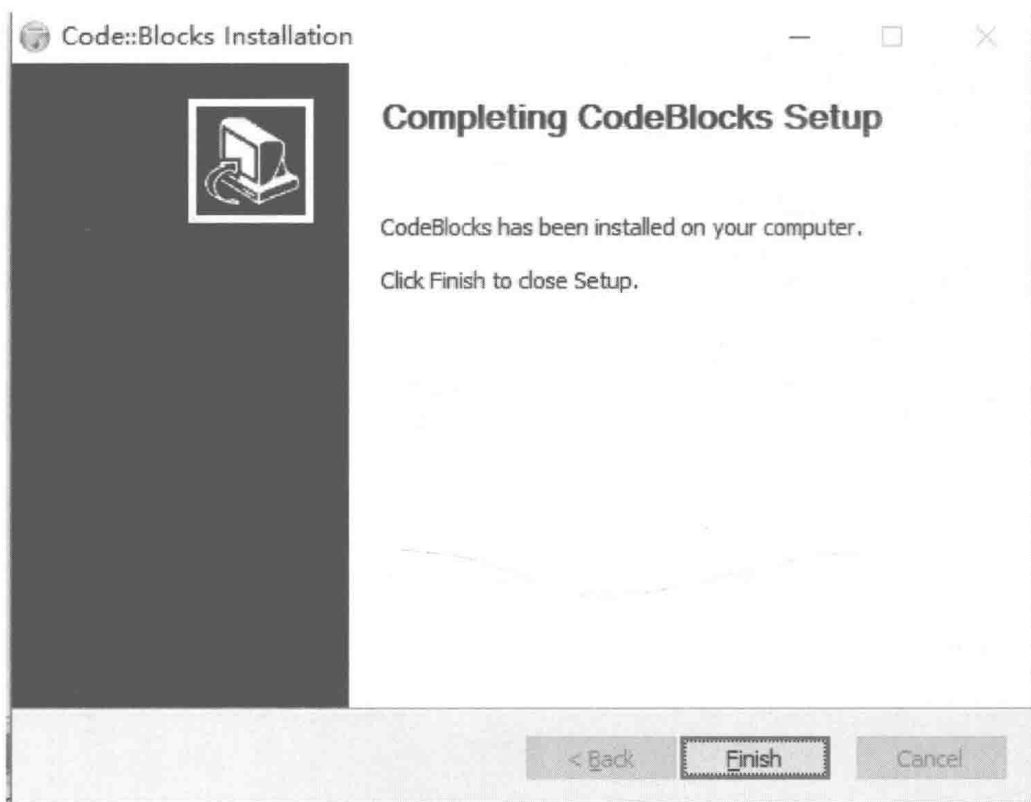 Code::Blocks Installation
Completing CodeBlocks Setup
CodeBlocks has been installed on your computer.
Click Finish to close Setup.
< Back
Finish
Cancel